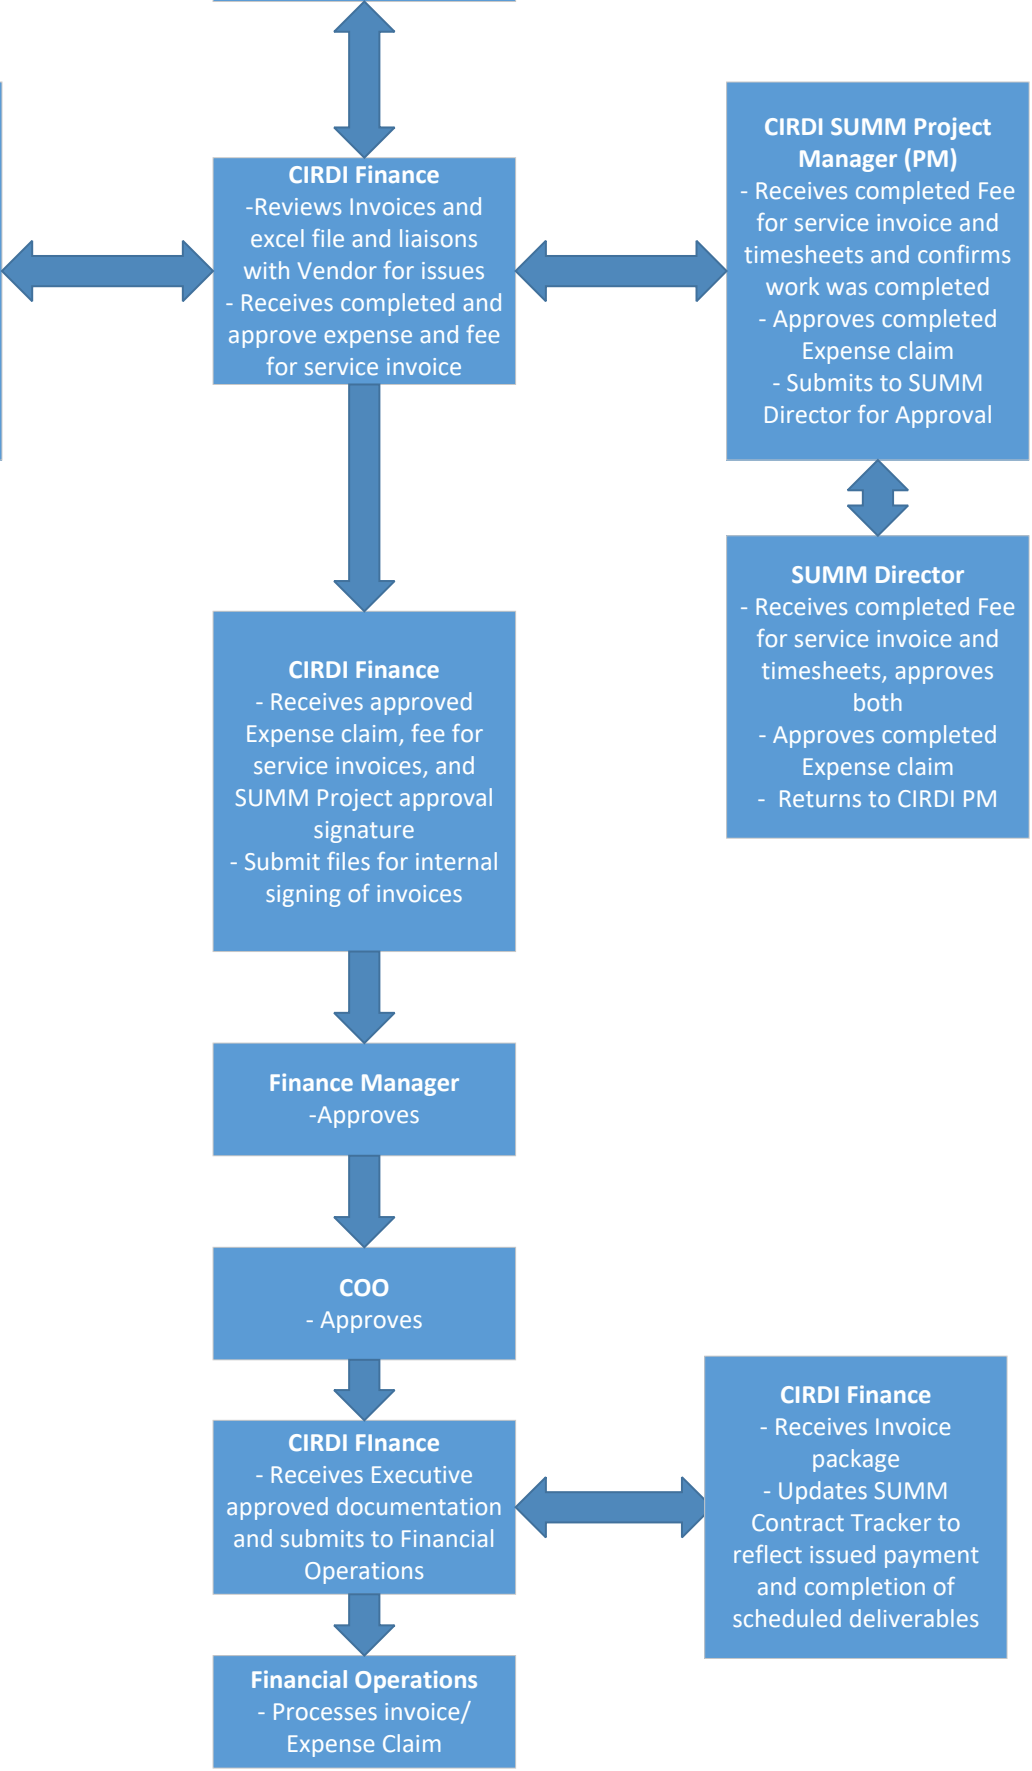 CIRDI Finance
-Reviews Invoices and
excel file and liaisons
with Vendor for issues
- Receives completed and
approve expense and fee
for service invoice
CIRDI SUMM Project
Manager (PM)
- Receives completed Fee
for service invoice and
timesheets and confirms
work was completed
- Approves completed
Expense claim
- Submits to SUMM
Director for Approval
SUMM Director
- Receives completed Fee
for service invoice and
timesheets, approves
both
- Approves completed
Expense claim
- Returns to CIRDI PM
CIRDI Finance
- Receives approved
Expense claim, fee for
service invoices, and
SUMM Project approval
signature
- Submit files for internal
signing of invoices
Finance Manager
-Approves
COO
- Approves
CIRDI FInance
- Receives Executive
approved documentation
and submits to Financial
Operations
CIRDI Finance
- Receives Invoice
package
- Updates SUMM
Contract Tracker to
reflect issued payment
and completion of
scheduled deliverables
Financial Operations
- Processes invoice/
Expense Claim